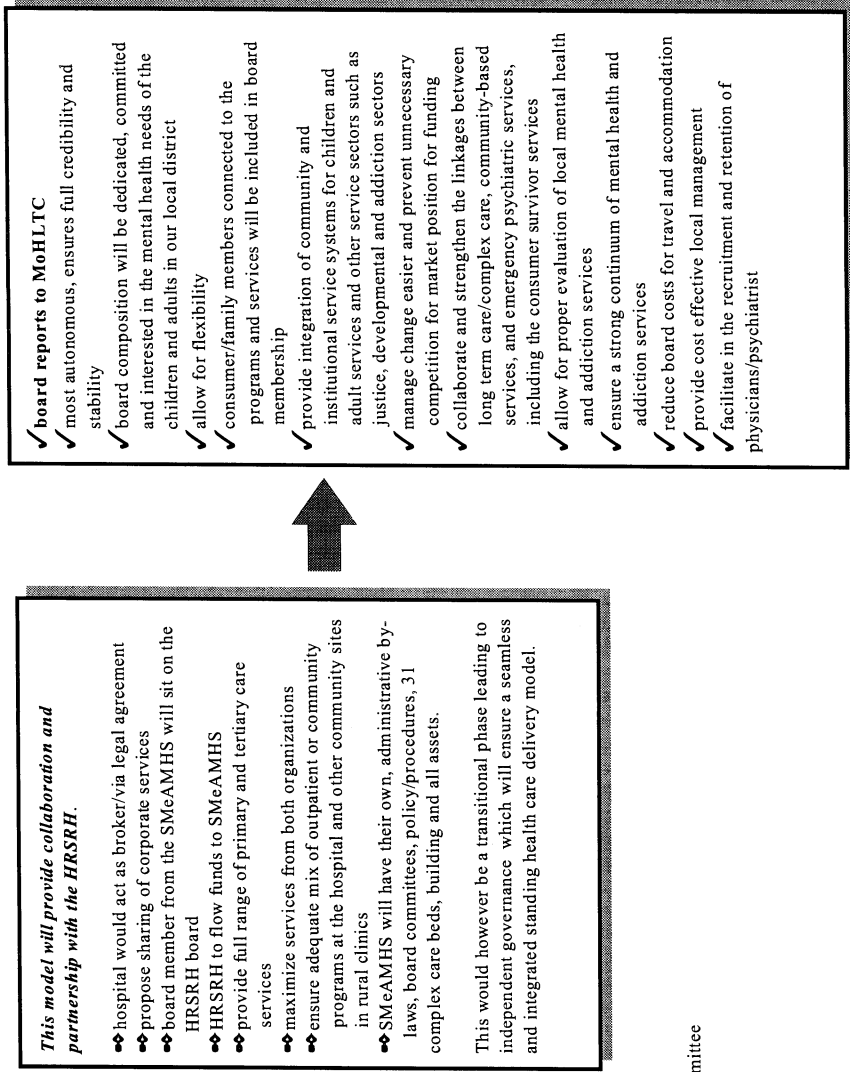 This model will provide collaboration and
partnership with the HRSRH.
hospital would act as broker/via legal agreement
propose sharing of corporate services
board member from the SMeAMHS will sit on the
HRSRH board
HRSRH to flow funds to SMeAMHS
provide full range of primary and tertiary care
services
maximize services from both organizations
ensure adequate mix of outpatient or community
programs at the hospital and other community sites
in rural clinics
SMeAMHS will have their own, administrative by-
laws, board committees, policy/procedures, 31
complex care beds, building and all assets.
This would however be a transitional phase leading to
independent governance which will ensure a seamless
and integrated standing health care delivery model.
✓board reports to MoHLTC
✓most autonomous, ensures full credibility and
stability
✓board composition will be dedicated, committed
and interested in the mental health needs of the
children and adults in our local district
✓allow for flexibility
✓consumer/family members connected to the
programs and services will be included in board
membership
✓provide integration of community and
institutional service systems for children and
adult services and other service sectors such as
justice, developmental and addiction sectors
✓manage change easier and prevent unnecessary
competition for market position for funding
✓collaborate and strengthen the linkages between
long term care/complex care, community-based
services, and emergency psychiatric services,
including the consumer survivor services
✓allow for proper evaluation of local mental health
and addiction services
✓ensure a strong continuum of mental health and
addiction services
✓reduce board costs for travel and accommodation
✓provide cost effective local management
✓facilitate in the recruitment and retention of
physicians/psychiatrist
mittee